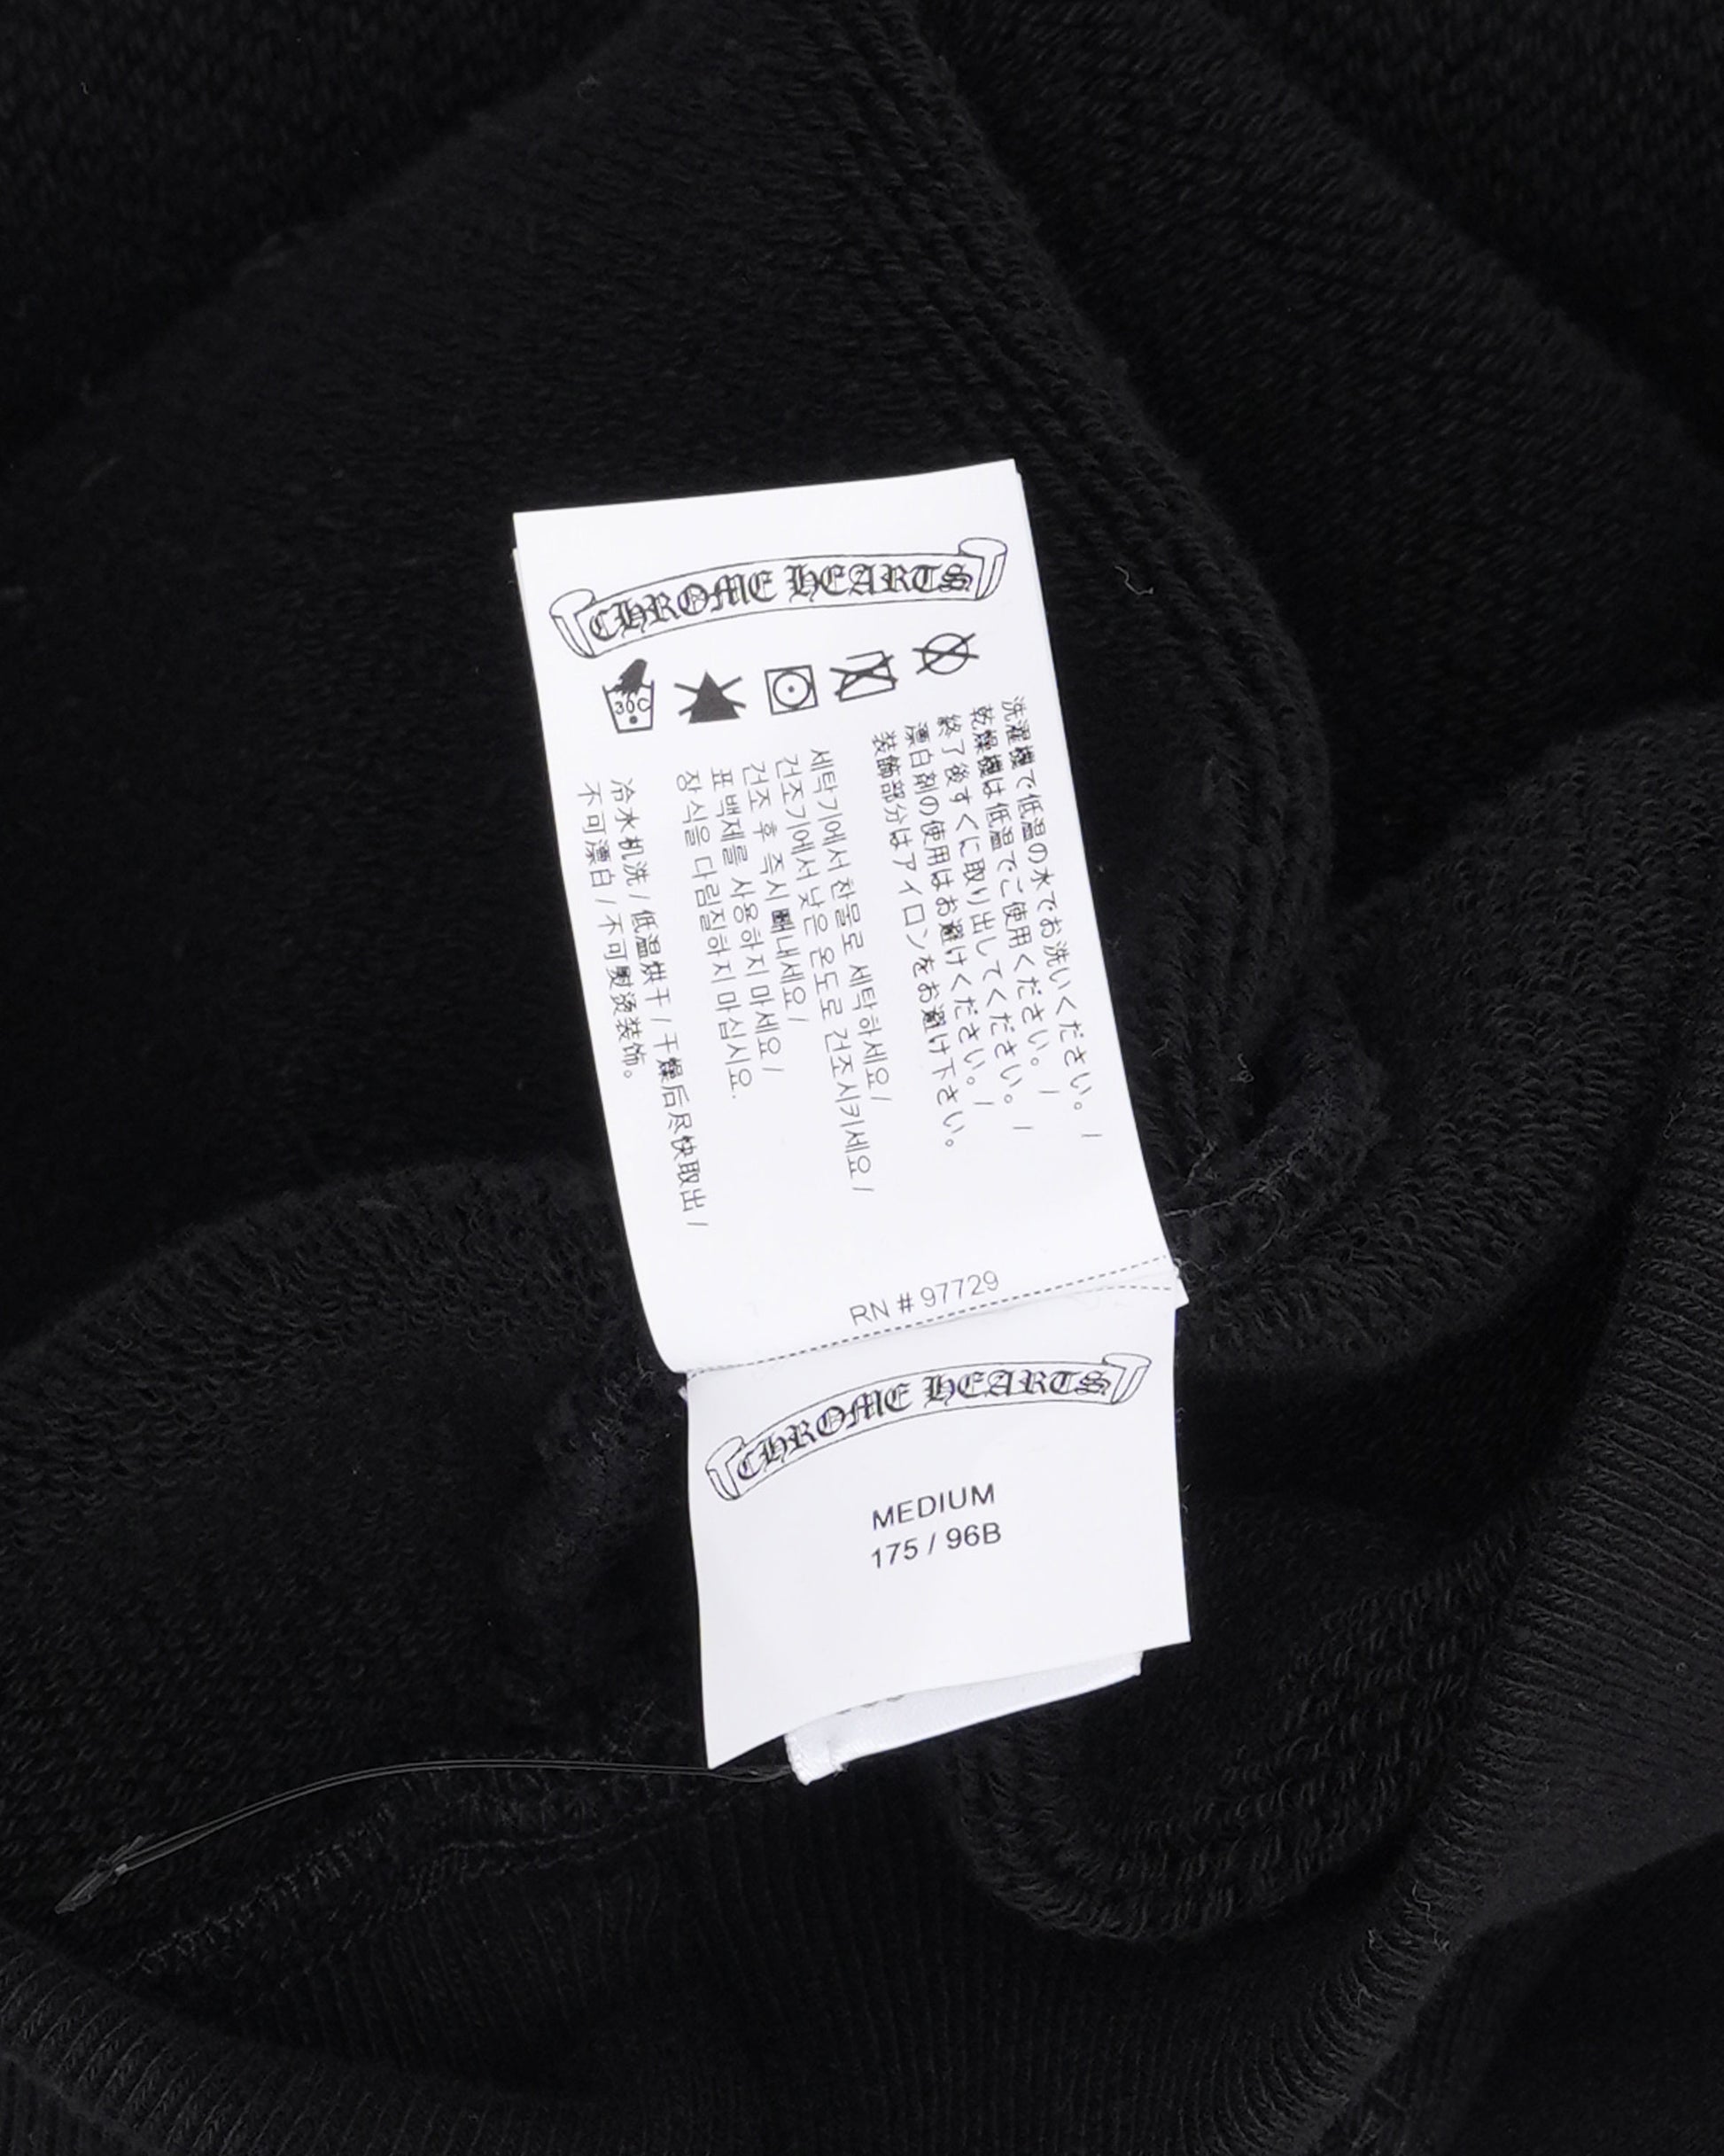 CHROME HEARTS
30C
洗濯機で低温の水でお洗いください。 /
乾燥機は低温でご使用ください。 /
終了後すぐに取り出してください。 /
漂白剤の使用はお避けください。 /
装飾部分はアイロンをお避け下さい。
세탁기에서 찬물로 세탁하세요 /
건조기에서 낮은 온도로 건조시키세요 /
건조 후 즉시 빼내세요 /
표백제를 사용하지 마세요 /
장식을 다림질하지 마십시요.
冷水机洗 / 低温烘干 / 干燥后尽快取出 /
不可漂白 / 不可熨烫装饰。
RN # 97729
CHROME HEARTS
MEDIUM
175 / 96B